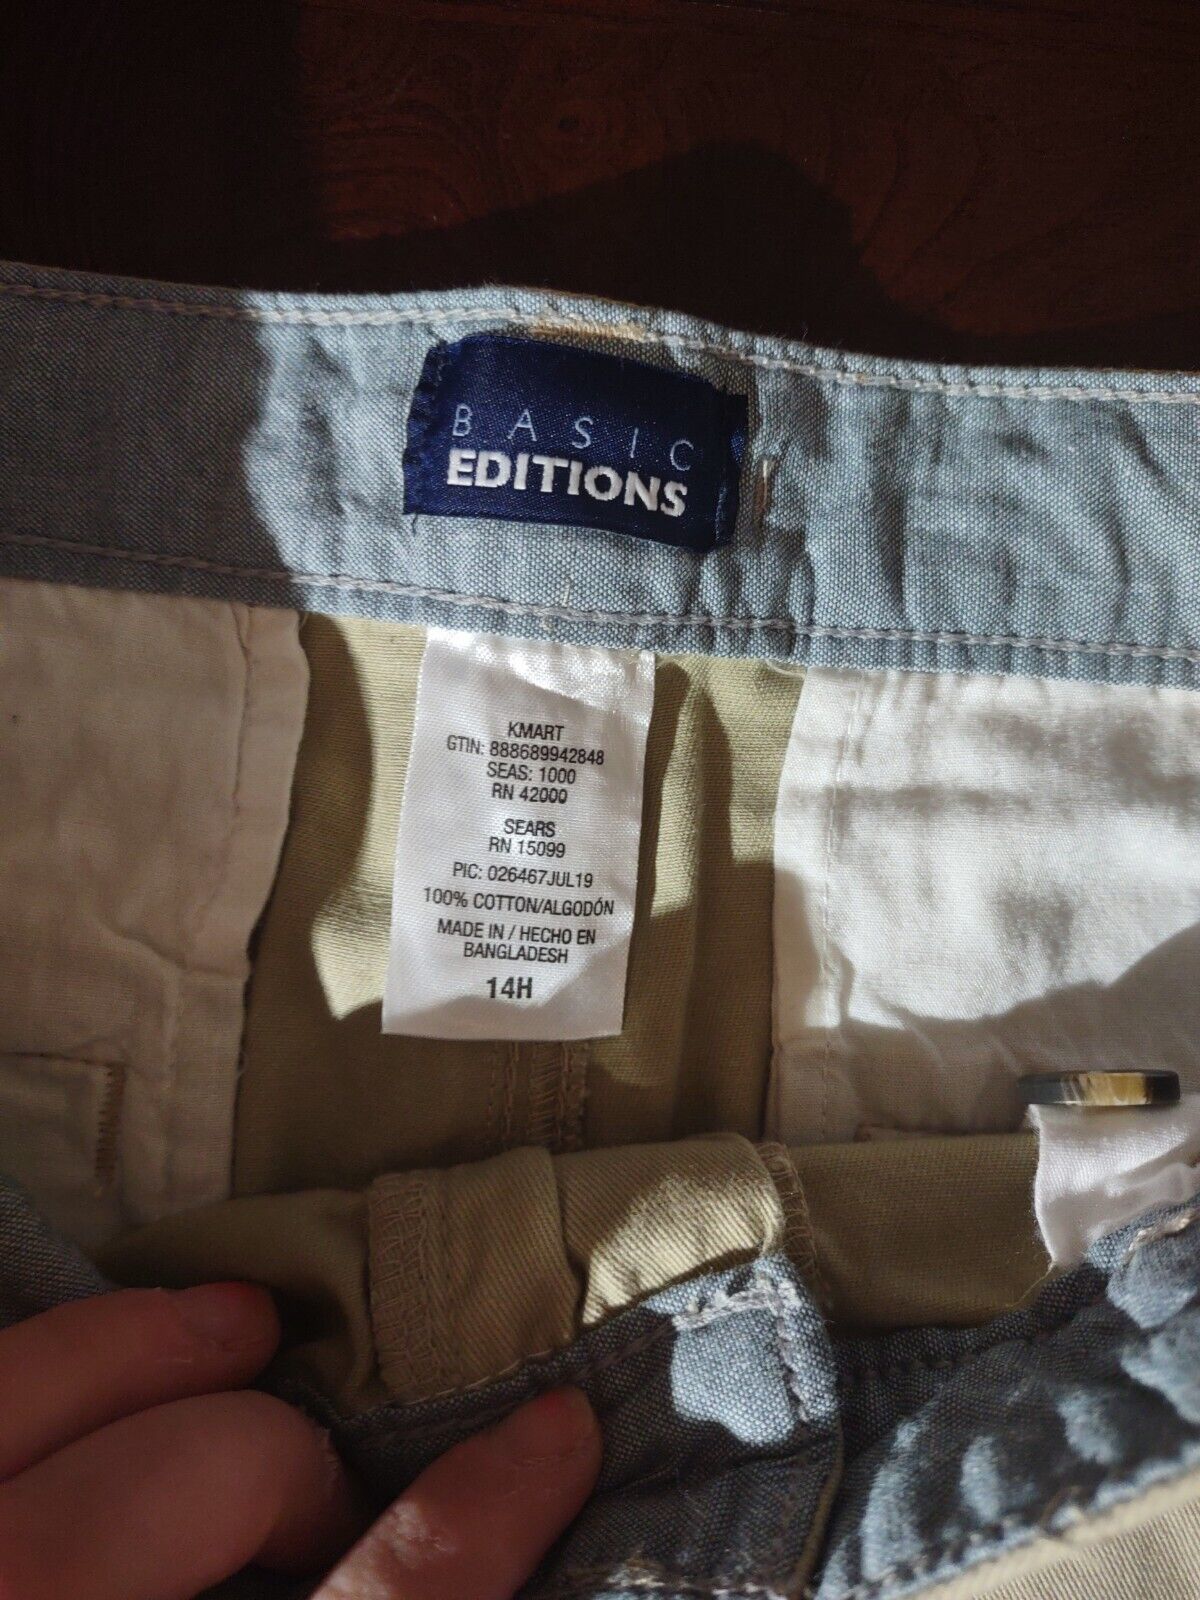 BASIC
EDITIONS
KMART
GTIN: 888689942848
SEAS: 1000
RN 42000
SEARS
RN 15099
PIC: 026467JUL19
100% COTTON/ALGODÓN
MADE IN / HECHO EN
BANGLADESH
14H